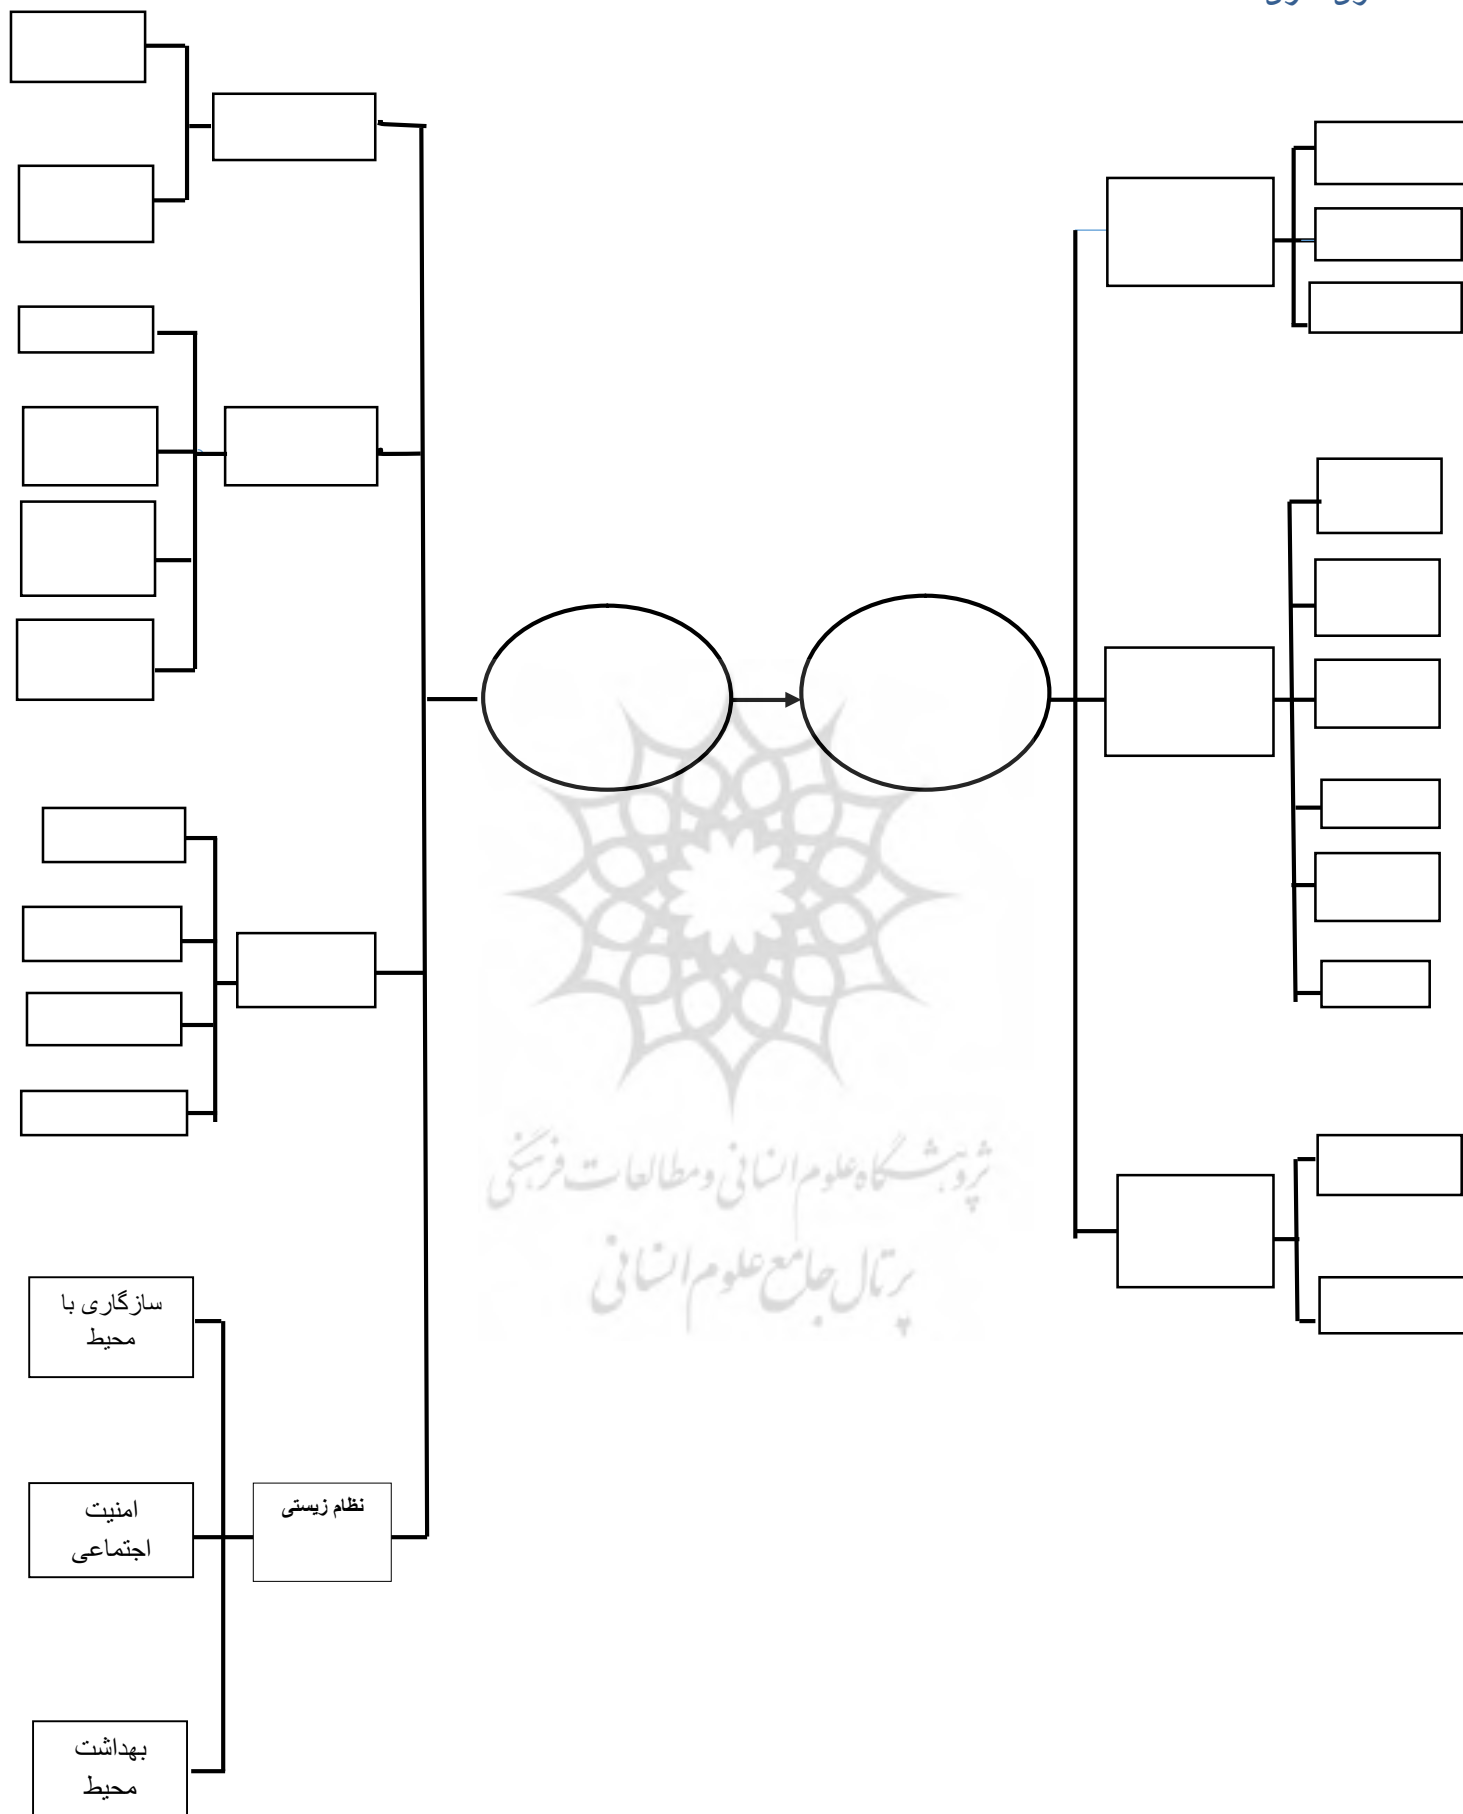 سازگاری با
محیط
امنیت
اجتماعی
نظام زیستی
بهداشت
محیط
پژوهشگاه علوم انسانی و مطالعات فرهنگی
پرتال جامع علوم انسانی